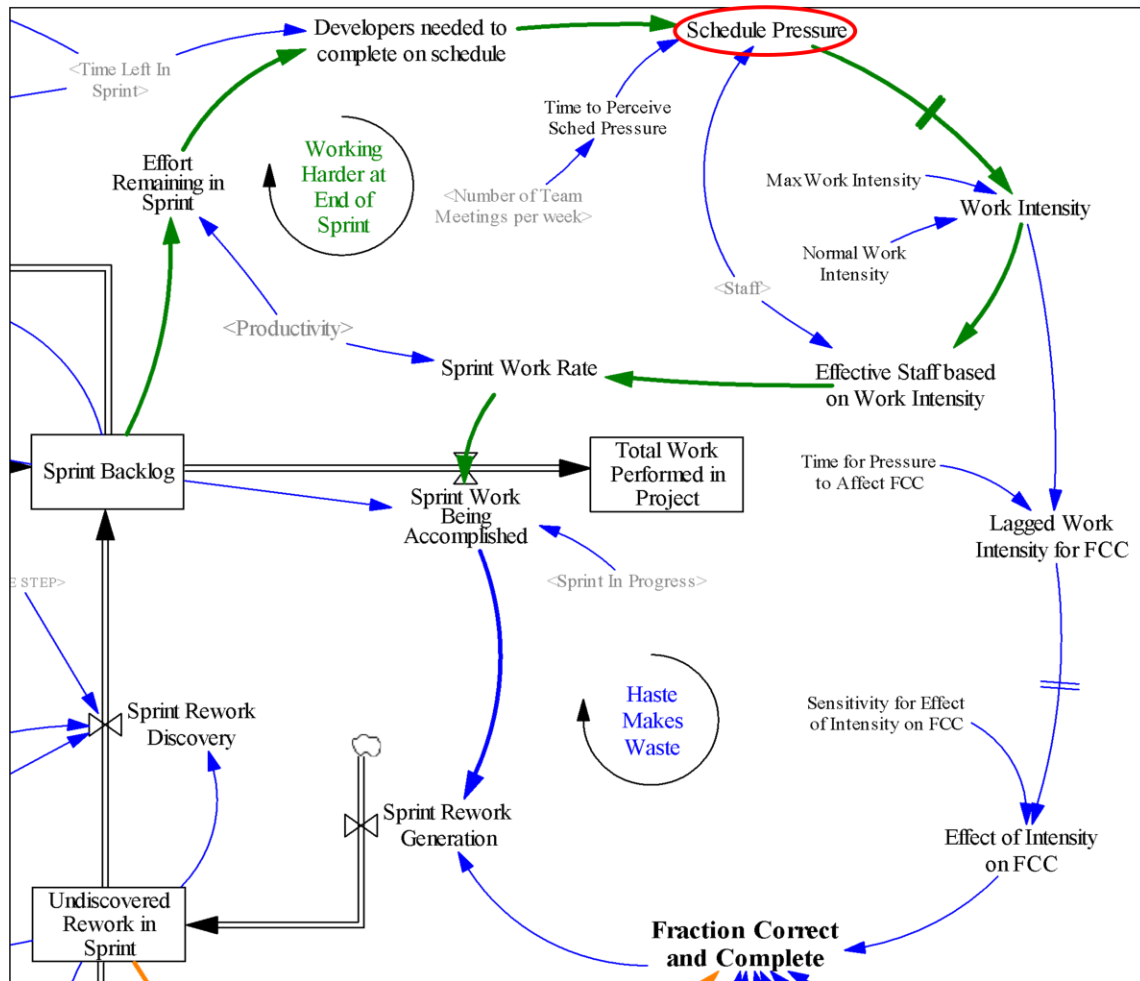 Developers needed to
complete on schedule
Schedule Pressure
<Time Left In
Sprint>
Time to Perceive
Sched Pressure
Working
Harder at
End of
Sprint
Effort
Remaining in
Sprint
<Number of Team
Meetings per week>
Max Work Intensity
Work Intensity
Normal Work
Intensity
<Staff>
<Productivity>
Sprint Work Rate
Effective Staff based
on Work Intensity
Sprint Backlog
Total Work
Performed in
Project
Sprint Work
Being
Accomplished
Time for Pressure
to Affect FCC
Lagged Work
Intensity for FCC
<Sprint In Progress>
E STEP>
Haste
Makes
Waste
Sensitivity for Effect
of Intensity on FCC
Sprint Rework
Discovery
Sprint Rework
Generation
Effect of Intensity
on FCC
Undiscovered
Rework in
Sprint
Fraction Correct
and Complete